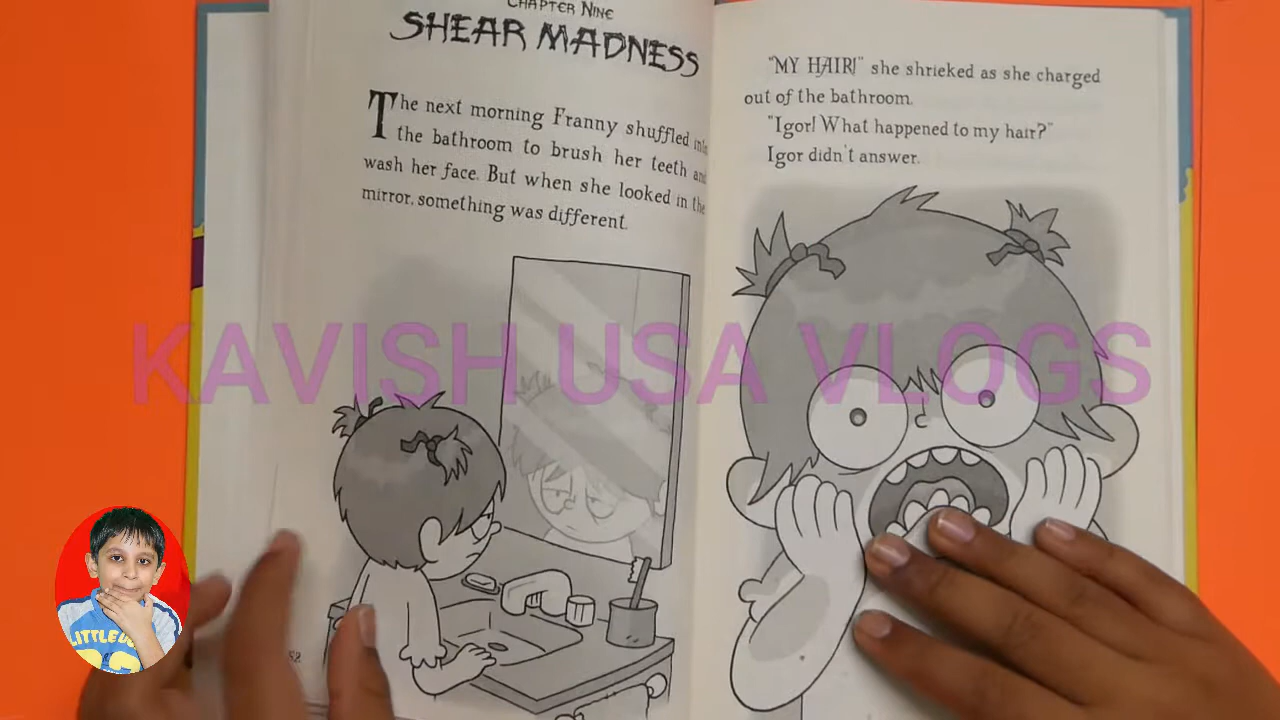 CHAPTER NINE
SHEAR MADNESS
The next morning Franny shuffled into
the bathroom to brush her teeth and
wash her face. But when she looked in the
mirror, something was different.
52
"MY HAIR!" she shrieked as she charged
out of the bathroom.
"Igor! What happened to my hair?"
Igor didn't answer.
KAVISH USA VLOGS